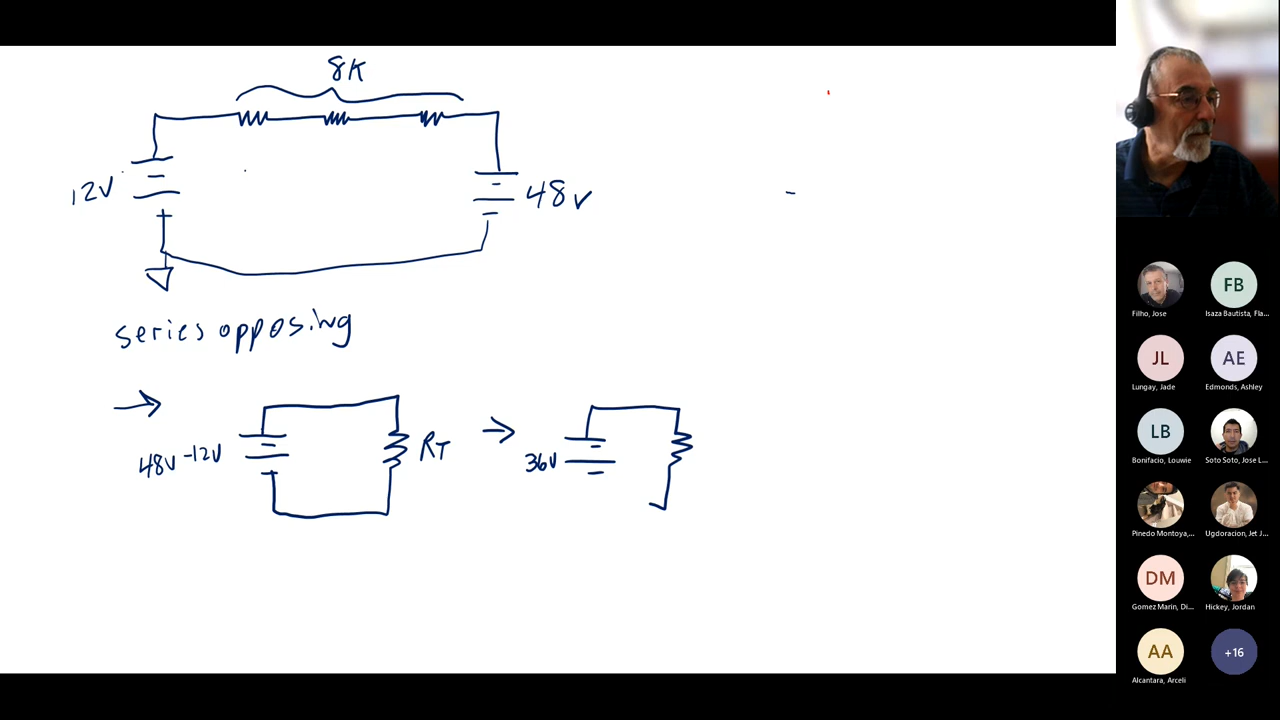 8K
12V
48V
series opposing
→
48V -12V
RT
→
36V
FB
Filho, Jose
Isaza Bautista, Fla...
JL
AE
Lungay, Jade
Edmonds, Ashley
LB
Bonifacio, Louwie
Soto Soto, Jose L...
Pinedo Montoya,...
Ugdoracion, Jet J...
DM
Gomez Marin, Di...
Hickey, Jordan
AA
+16
Alcantara, Arceli